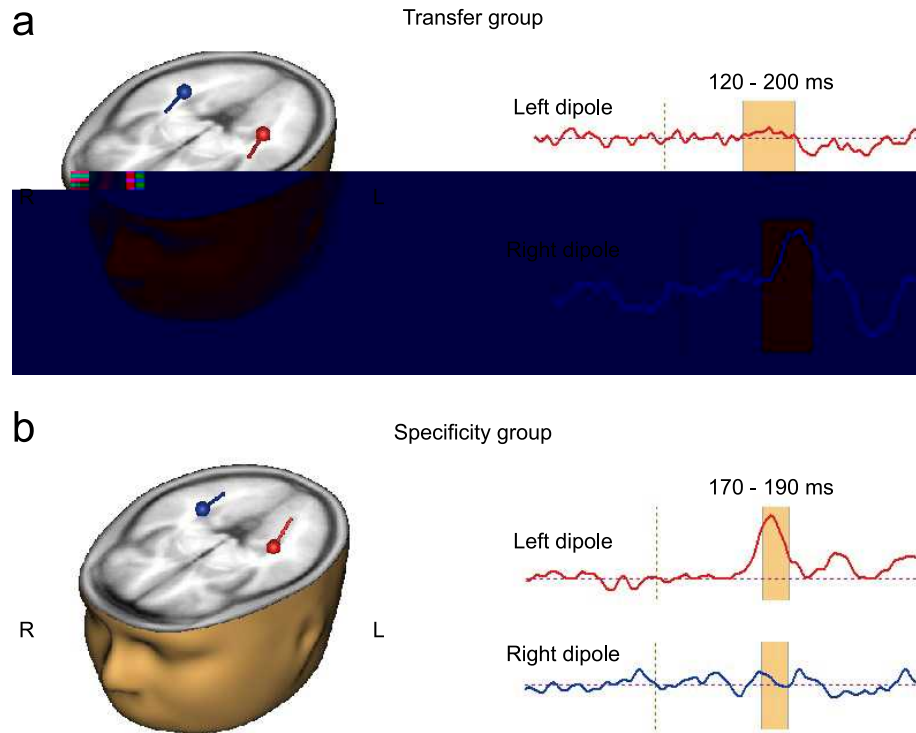 a
Transfer group
120 - 200 ms
Left dipole
R
L
Right dipole
b
Specificity group
170 - 190 ms
Left dipole
R
L
Right dipole